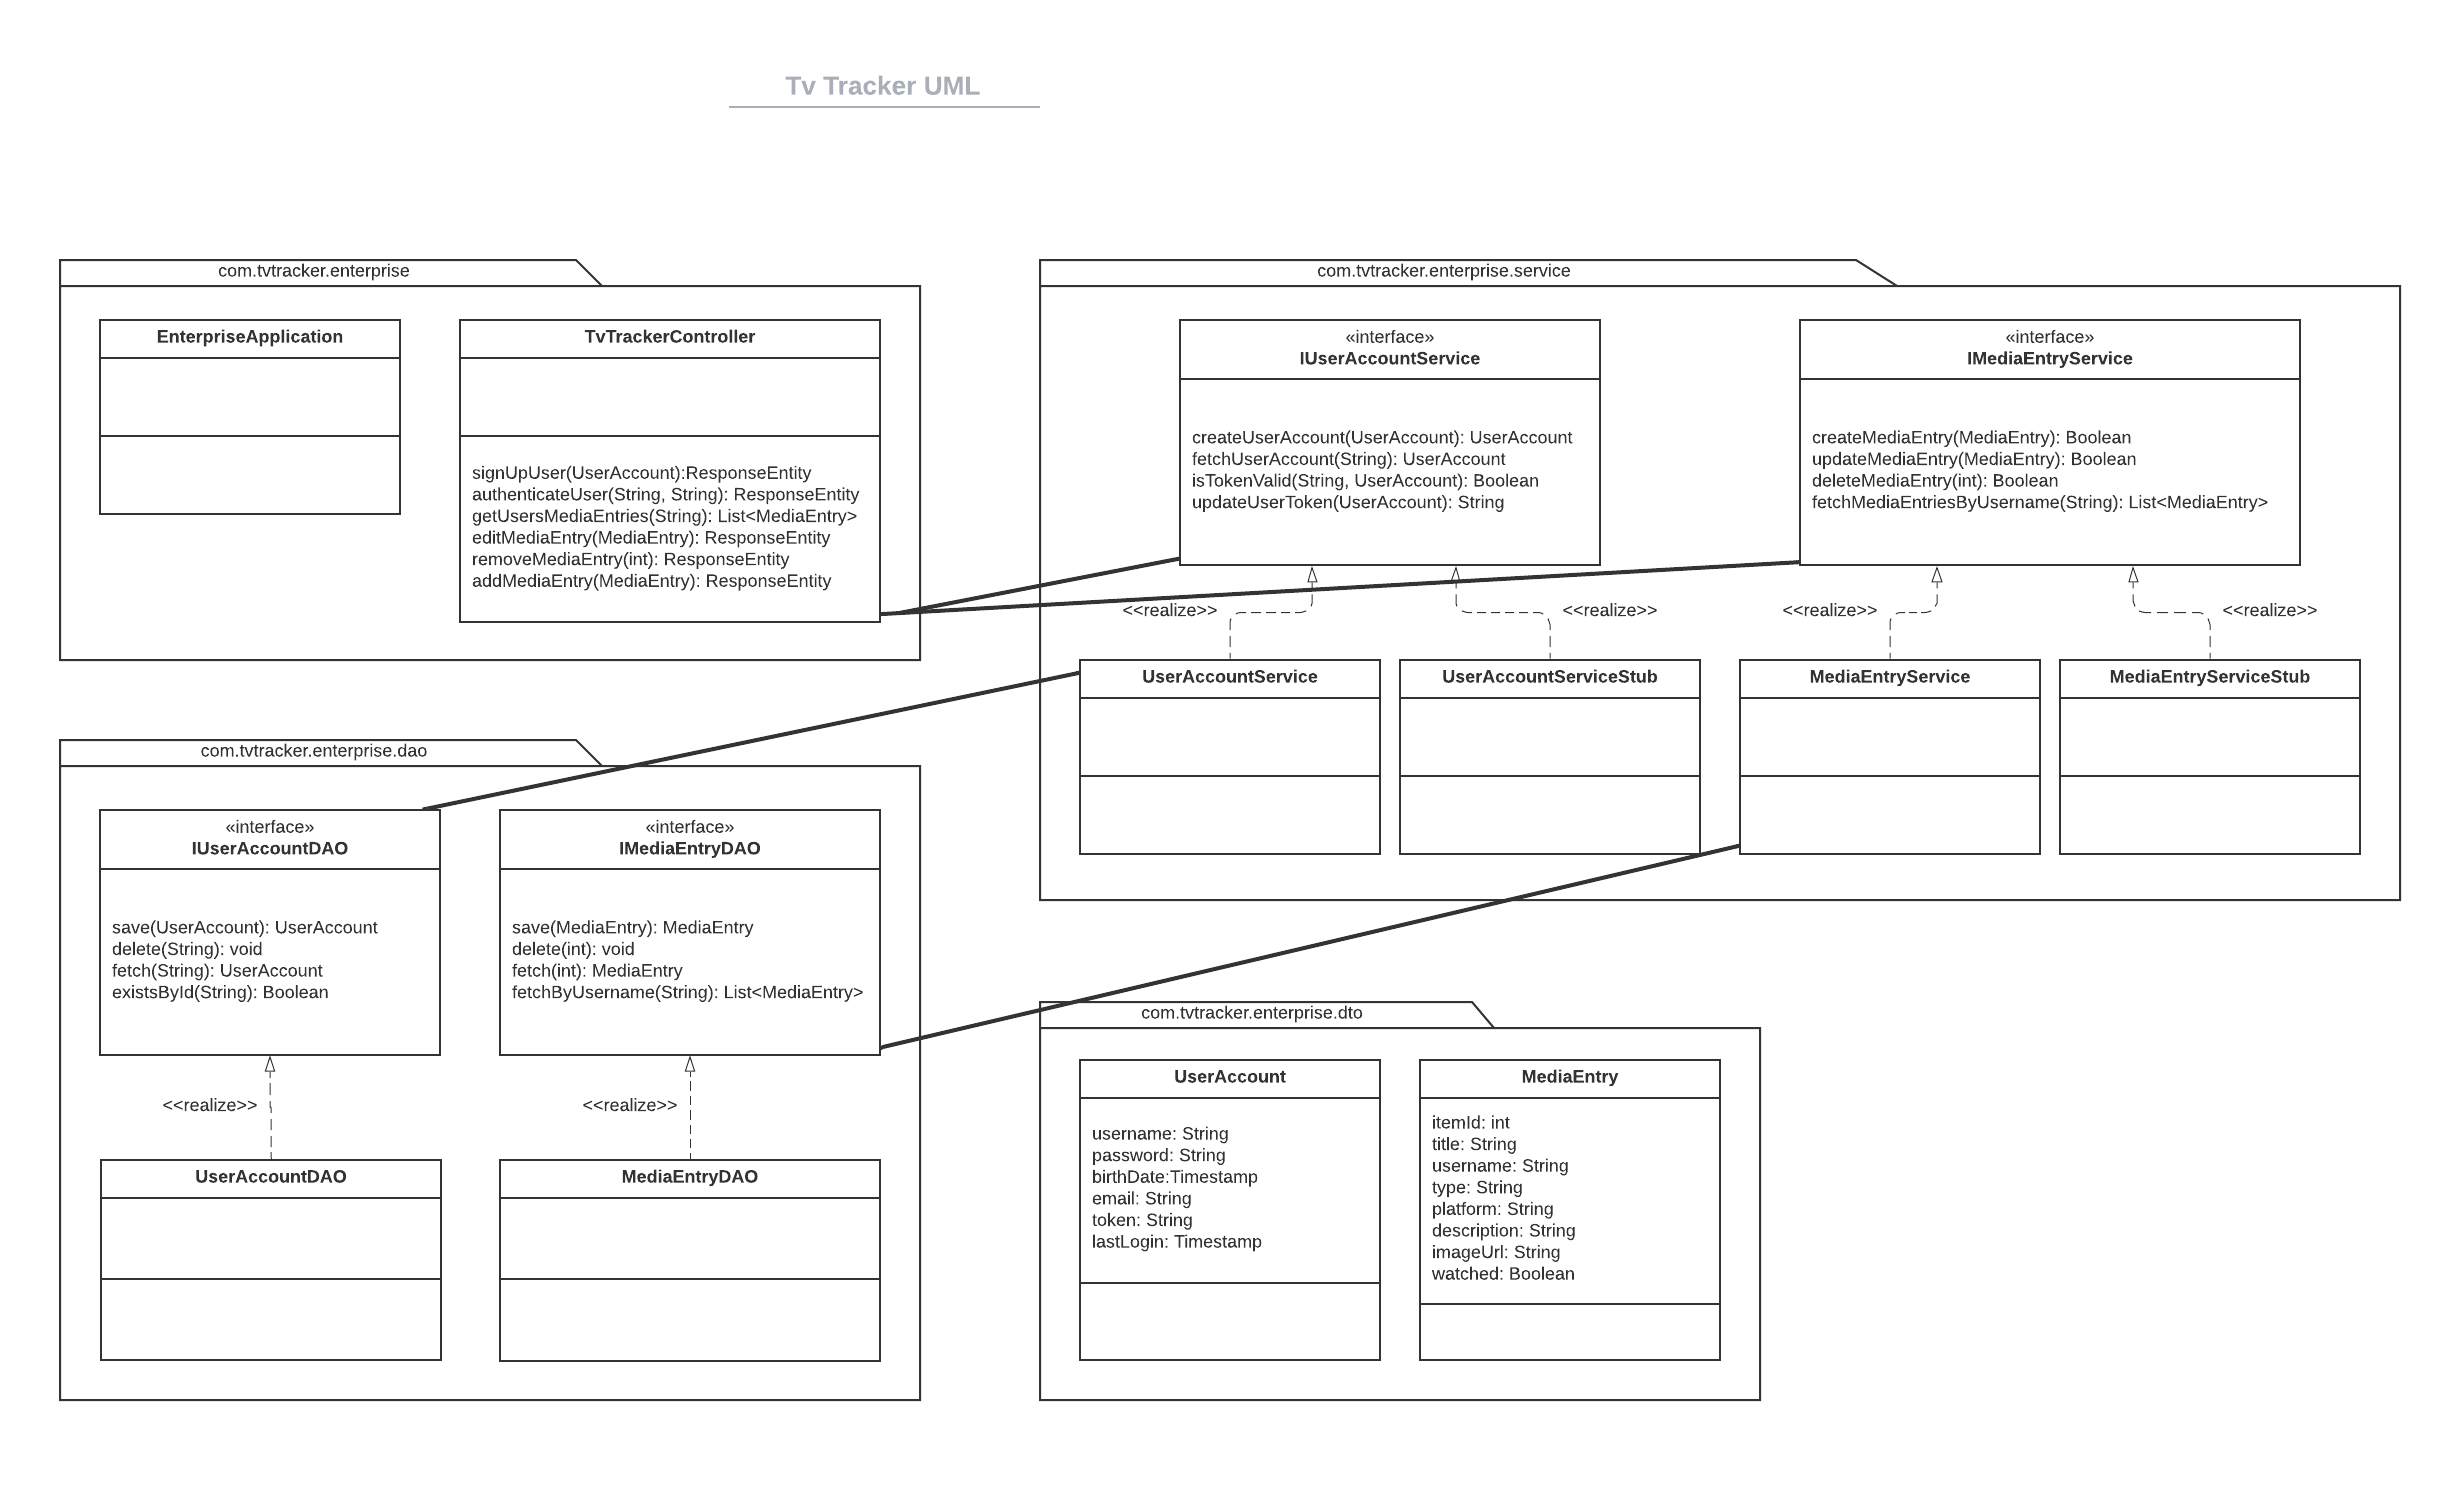 Tv Tracker UML
com.tvtracker.enterprise
EnterpriseApplication
TvTrackerController
signUpUser(UserAccount):ResponseEntity
authenticateUser(String, String): ResponseEntity
getUsersMediaEntries(String): List<MediaEntry>
editMediaEntry(MediaEntry): ResponseEntity
removeMediaEntry(int): ResponseEntity
addMediaEntry(MediaEntry): ResponseEntity
com.tvtracker.enterprise.service
«interface»
IUserAccountService
createUserAccount(UserAccount): UserAccount
fetchUserAccount(String): UserAccount
isTokenValid(String, UserAccount): Boolean
updateUserToken(UserAccount): String
«interface»
IMediaEntryService
createMediaEntry(MediaEntry): Boolean
updateMediaEntry(MediaEntry): Boolean
deleteMediaEntry(int): Boolean
fetchMediaEntriesByUsername(String): List<MediaEntry>
<<realize>>
<<realize>>
<<realize>>
<<realize>>
UserAccountService
UserAccountServiceStub
MediaEntryService
MediaEntryServiceStub
com.tvtracker.enterprise.dao
«interface»
IUserAccountDAO
save(UserAccount): UserAccount
delete(String): void
fetch(String): UserAccount
existsById(String): Boolean
«interface»
IMediaEntryDAO
save(MediaEntry): MediaEntry
delete(int): void
fetch(int): MediaEntry
fetchByUsername(String): List<MediaEntry>
<<realize>>
<<realize>>
UserAccountDAO
MediaEntryDAO
com.tvtracker.enterprise.dto
UserAccount
username: String
password: String
birthDate:Timestamp
email: String
token: String
lastLogin: Timestamp
MediaEntry
itemId: int
title: String
username: String
type: String
platform: String
description: String
imageUrl: String
watched: Boolean